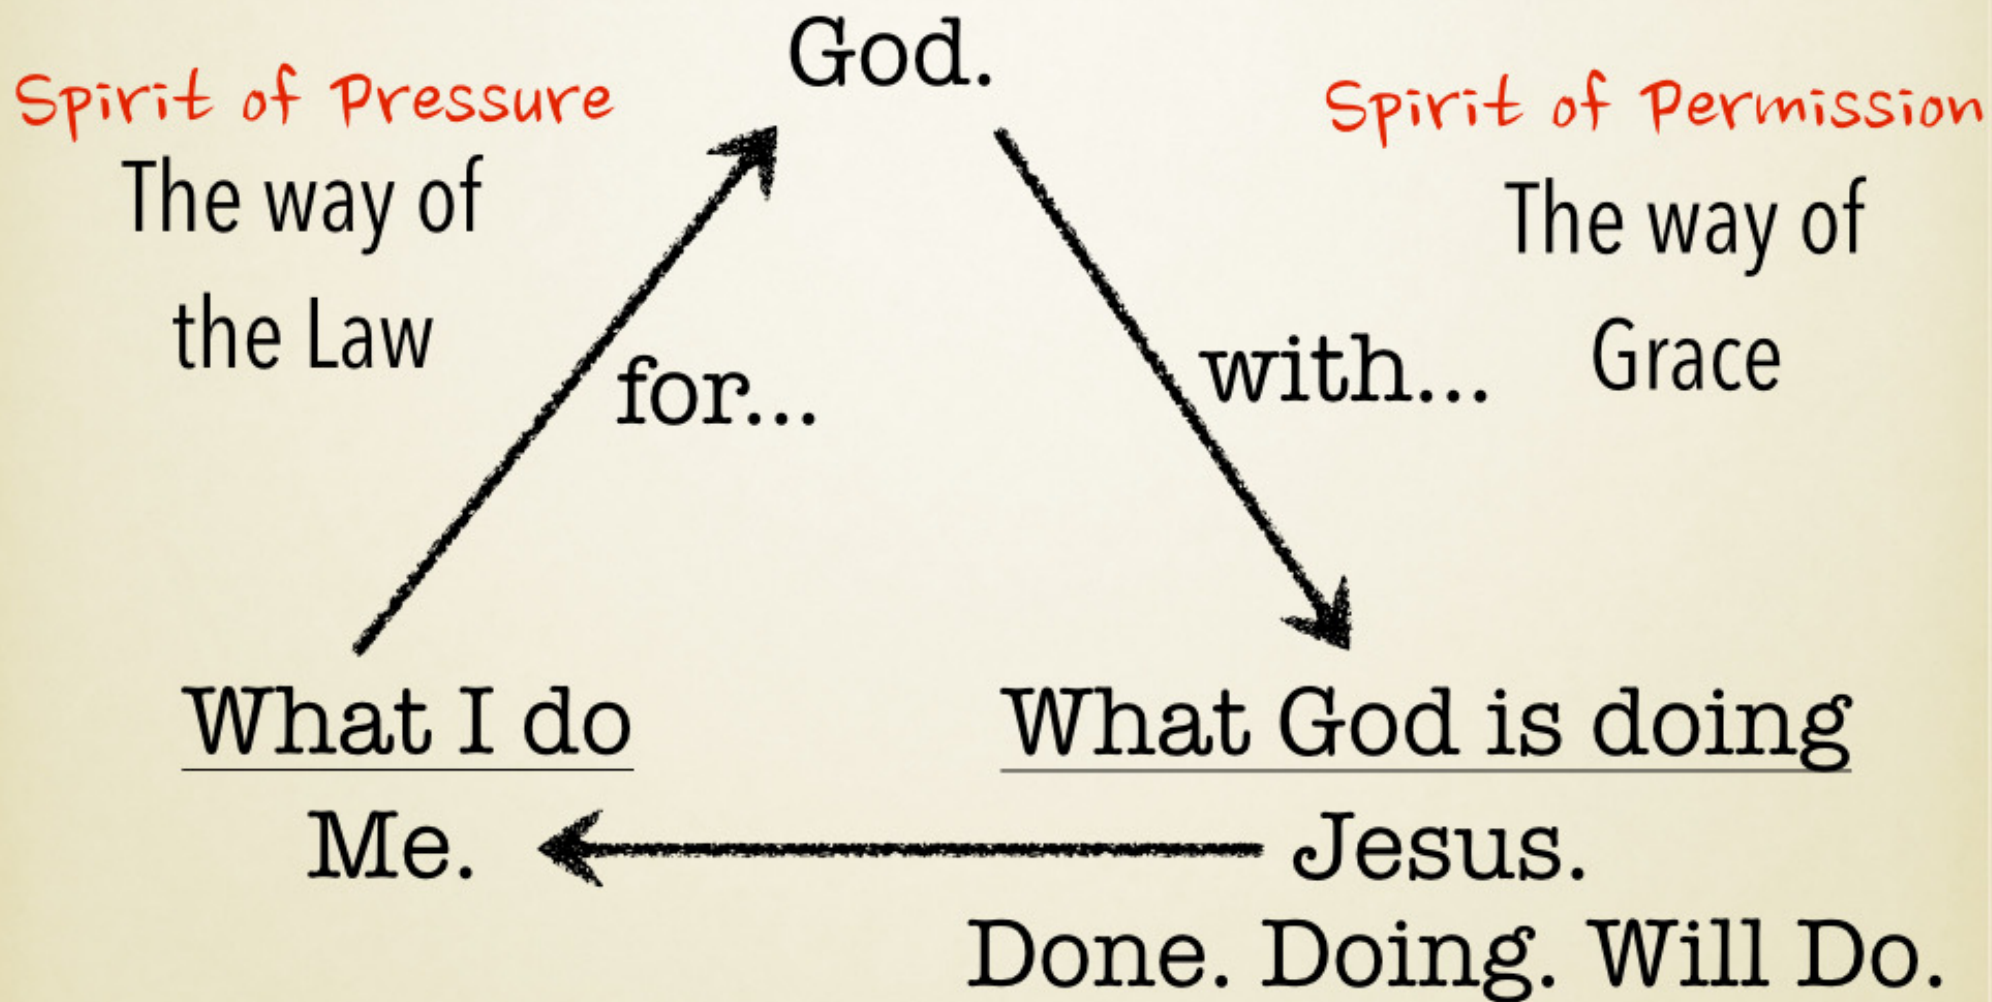 God.
Spirit of Pressure
The way of
the Law
for...
Spirit of Permission
The way of
Grace
with...
What I do
Me.
What God is doing
Jesus.
Done. Doing. Will Do.